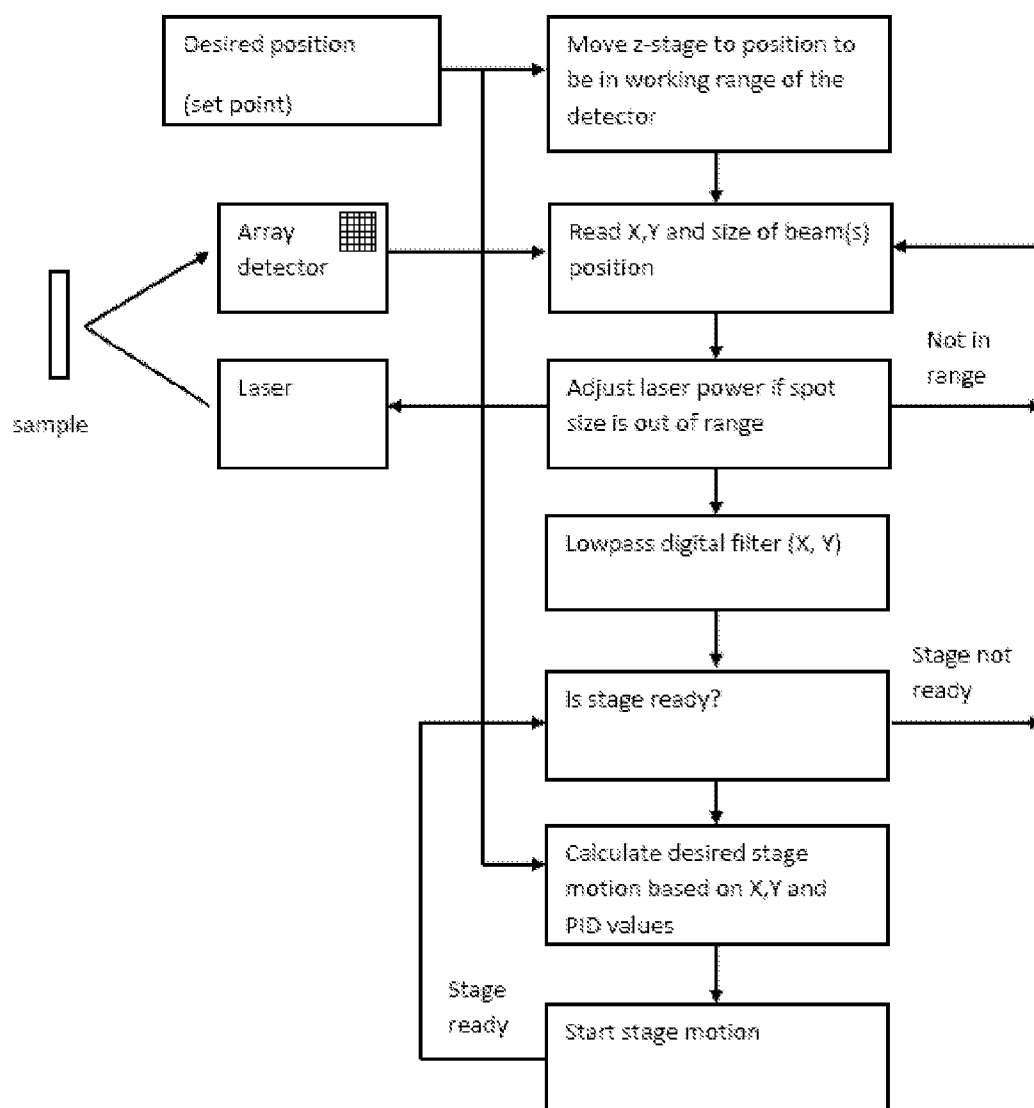 Desired position
(set point)
Move z-stage to position to
be in working range of the
detector
Array
detector
Read X,Y and size of beam(s)
position
sample
Laser
Adjust laser power if spot
size is out of range
Not in
range
Lowpass digital filter (X, Y)
Is stage ready?
Stage not
ready
Calculate desired stage
motion based on X,Y and
PID values
Stage
ready
Start stage motion